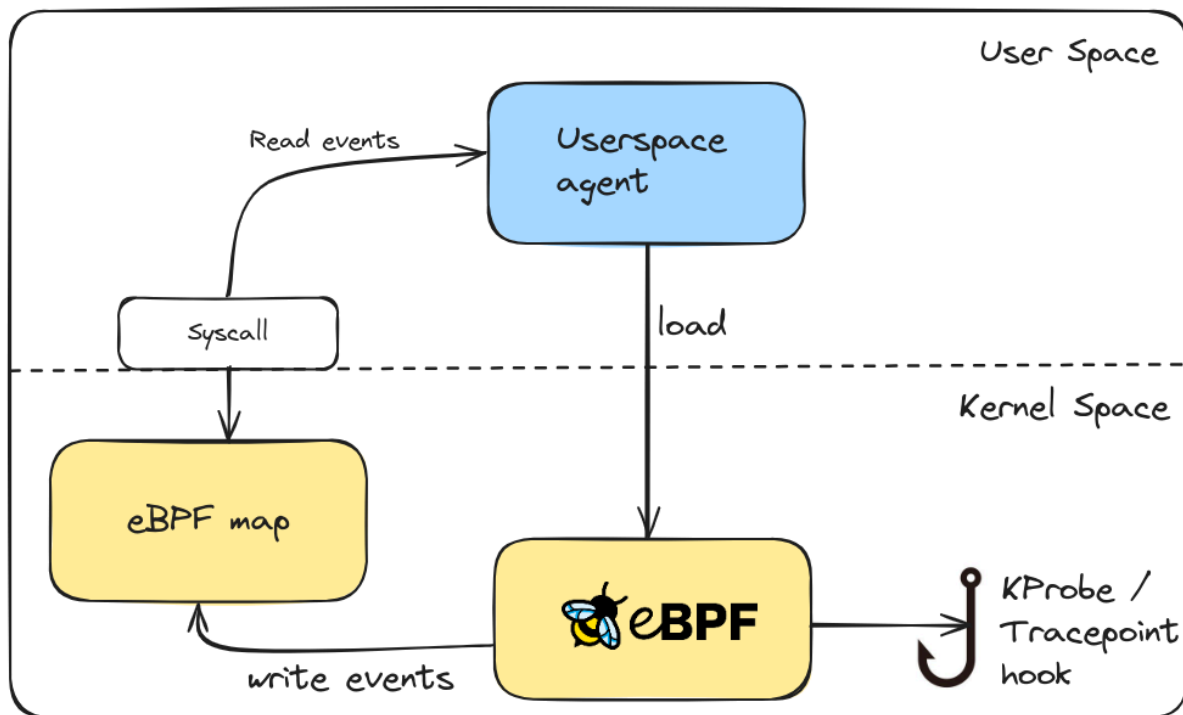 User Space
Read events
Userspace
agent
Syscall
load
Kernel Space
eBPF map
eBPF
KProbe /
Tracepoint
hook
write events